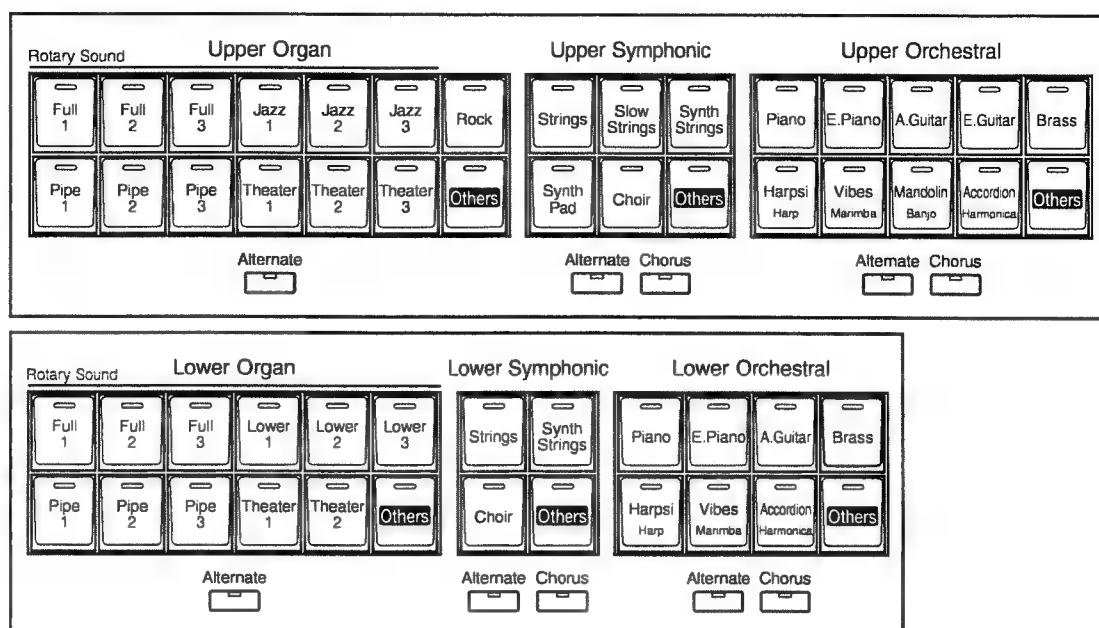 Rotary Sound Upper Organ Upper Symphonic Upper Orchestral
Full 1 Full 2 Full 3 Jazz 1 Jazz 2 Jazz 3 Rock Strings Slow Strings Synth Strings Piano E.Piano A.Guitar E.Guitar Brass
Pipe 1 Pipe 2 Pipe 3 Theater 1 Theater 2 Theater 3 Others Synth Pad Choir Others Harpsi Harp Vibes Marimba Mandolin Banjo Accordion Harmonica Others
Alternate Alternate Chorus Alternate Chorus
Rotary Sound Lower Organ Lower Symphonic Lower Orchestral
Full 1 Full 2 Full 3 Lower 1 Lower 2 Lower 3 Strings Synth Strings Piano E.Piano A.Guitar Brass
Pipe 1 Pipe 2 Pipe 3 Theater 1 Theater 2 Others Choir Others Harpsi Harp Vibes Marimba Accordion Harmonica Others
Alternate Alternate Chorus Alternate Chorus